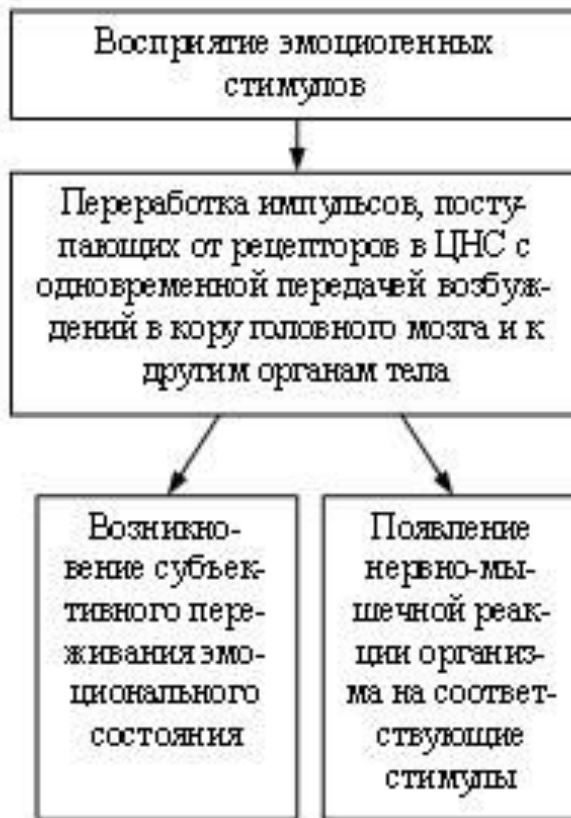 Восприятие эмоциогенных
стимулов
Переработка импульсов, посту-
пающих от рецепторов в ЦНС с
одновременной передачей возбуж-
дений в кору головного мозга и к
другим органам тела
Возникно-
вение субъек-
тивного пере-
живания эмо-
ционального
состояния
Появление
нервно-мы-
шечной реак-
ции организ-
ма на соответ-
ствующие
стимулы